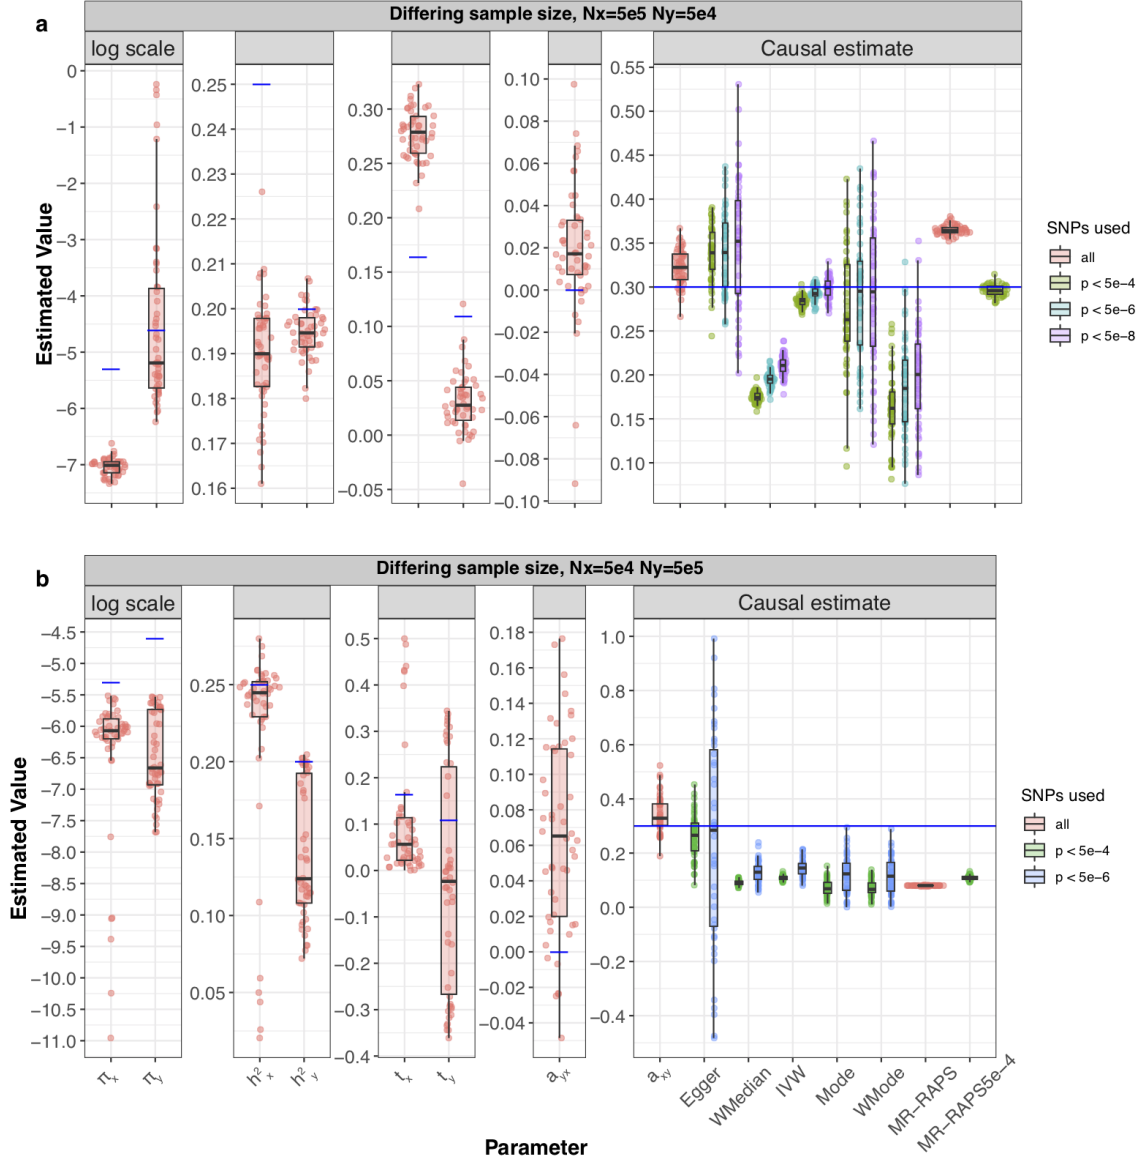 a
Differing sample size, Nx=5e5 Ny=5e4
log scale
Causal estimate
Estimated Value
0
−1
−2
−3
−4
−5
−6
−7
0.25
0.24
0.23
0.22
0.21
0.20
0.19
0.18
0.17
0.16
0.30
0.25
0.20
0.15
0.10
0.05
0.00
−0.05
0.10
0.08
0.06
0.04
0.02
0.00
−0.02
−0.04
−0.06
−0.08
−0.10
0.55
0.50
0.45
0.40
0.35
0.30
0.25
0.20
0.15
0.10
SNPs used
all
p < 5e−4
p < 5e−6
p < 5e−8
b
Differing sample size, Nx=5e4 Ny=5e5
log scale
Causal estimate
Estimated Value
−4.5
−5.0
−5.5
−6.0
−6.5
−7.0
−7.5
−8.0
−8.5
−9.0
−9.5
−10.0
−10.5
−11.0
0.25
0.20
0.15
0.10
0.05
0.5
0.4
0.3
0.2
0.1
0.0
−0.1
−0.2
−0.3
−0.4
0.18
0.16
0.14
0.12
0.10
0.08
0.06
0.04
0.02
0.00
−0.02
−0.04
1.0
0.8
0.6
0.4
0.2
0.0
−0.2
−0.4
SNPs used
all
p < 5e−4
p < 5e−6
πx
πy
h²x
h²y
tx
ty
ayx
axy
Egger
WMedian
IVW
Mode
WMode
MR−RAPS
MR−RAPS5e−4
Parameter